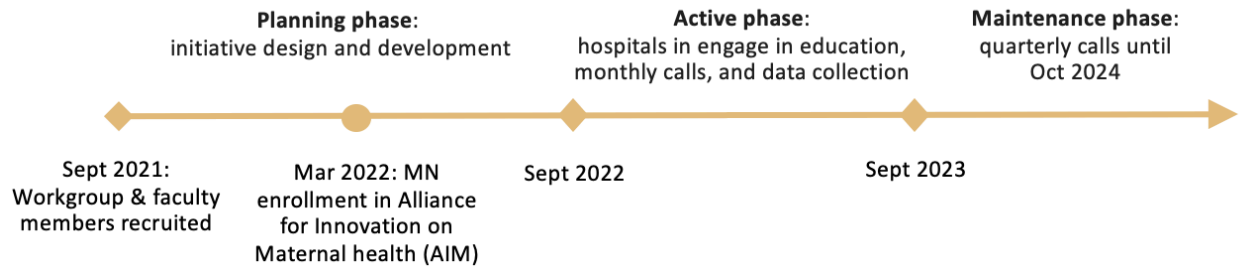 Planning phase:
initiative design and development
Active phase:
hospitals in engage in education,
monthly calls, and data collection
Maintenance phase:
quarterly calls until
Oct 2024
Sept 2021:
Workgroup & faculty
members recruited
Mar 2022: MN
enrollment in Alliance
for Innovation on
Maternal health (AIM)
Sept 2022
Sept 2023